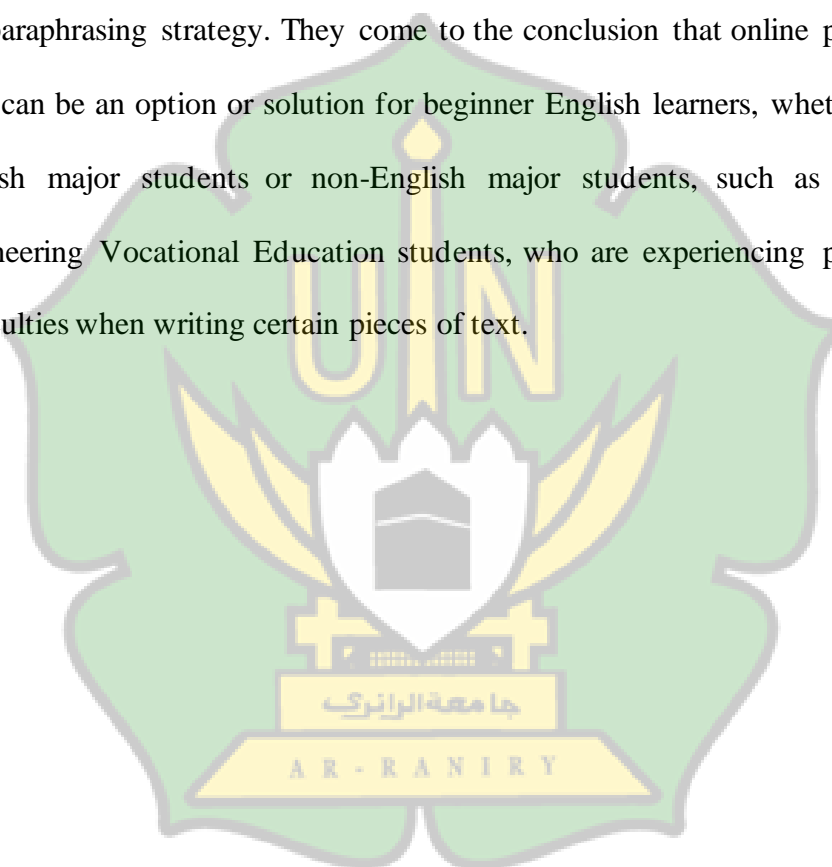 araphrasing strategy. They come to the conclusion that online p
can be an option or solution for beginner English learners, whet
sh major students or non-English major students, such as
neering Vocational Education students, who are experiencing p
ulties when writing certain pieces of text.
UIN
جامعة الرانري
AR-RANIRY